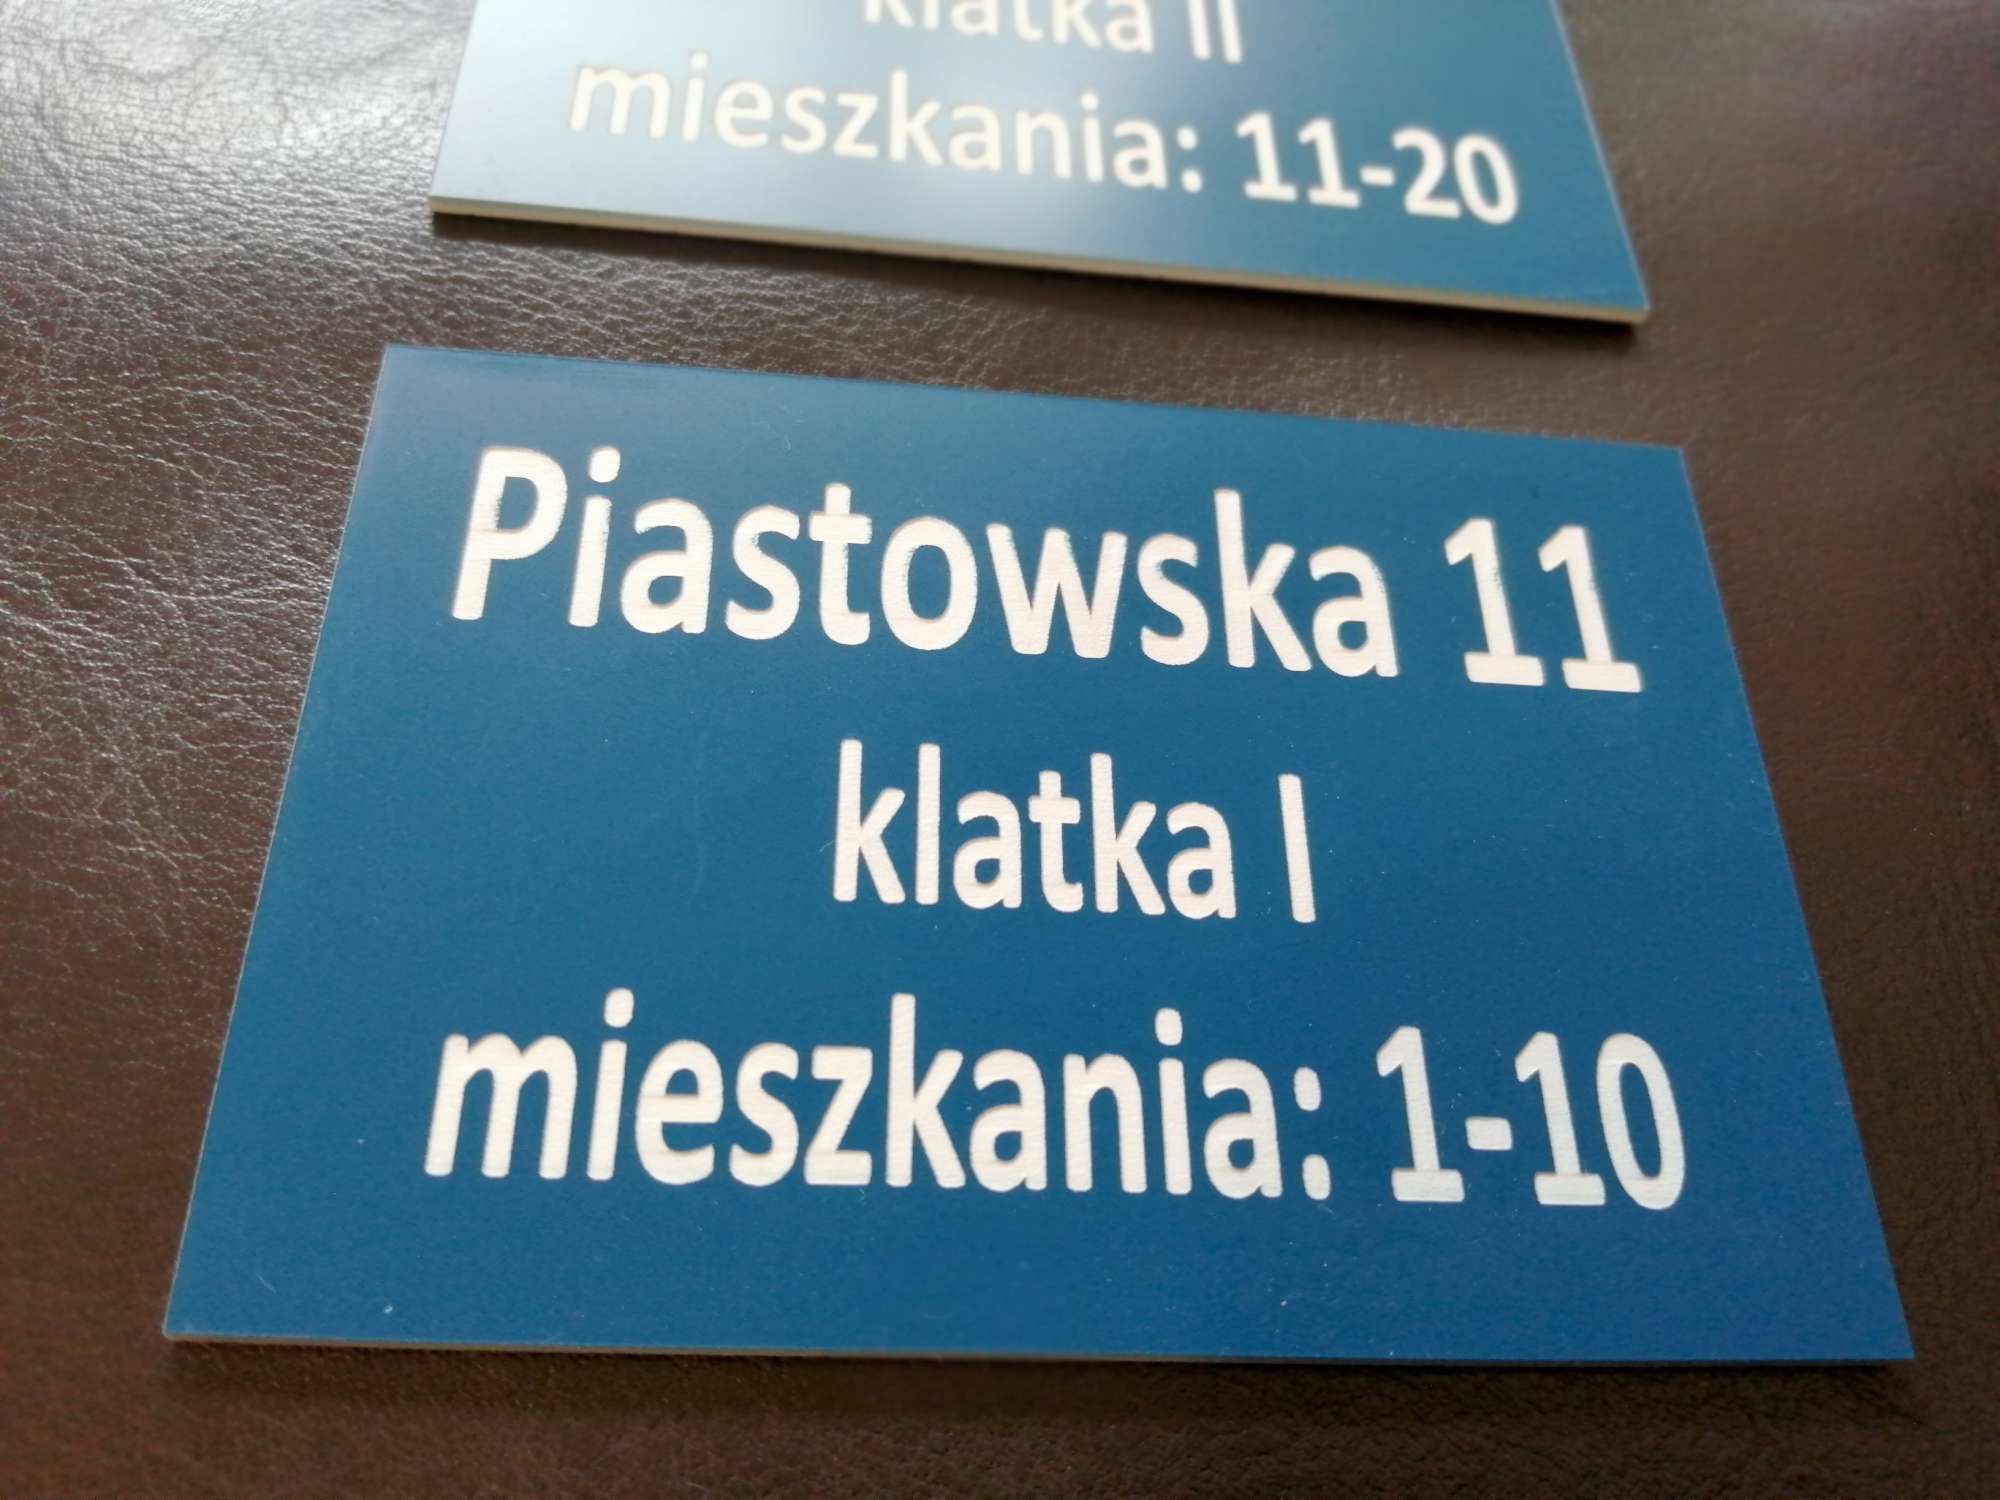 klatka II
mieszkania: 11-20
Piastowska 11
klatka I
mieszkania: 1-10